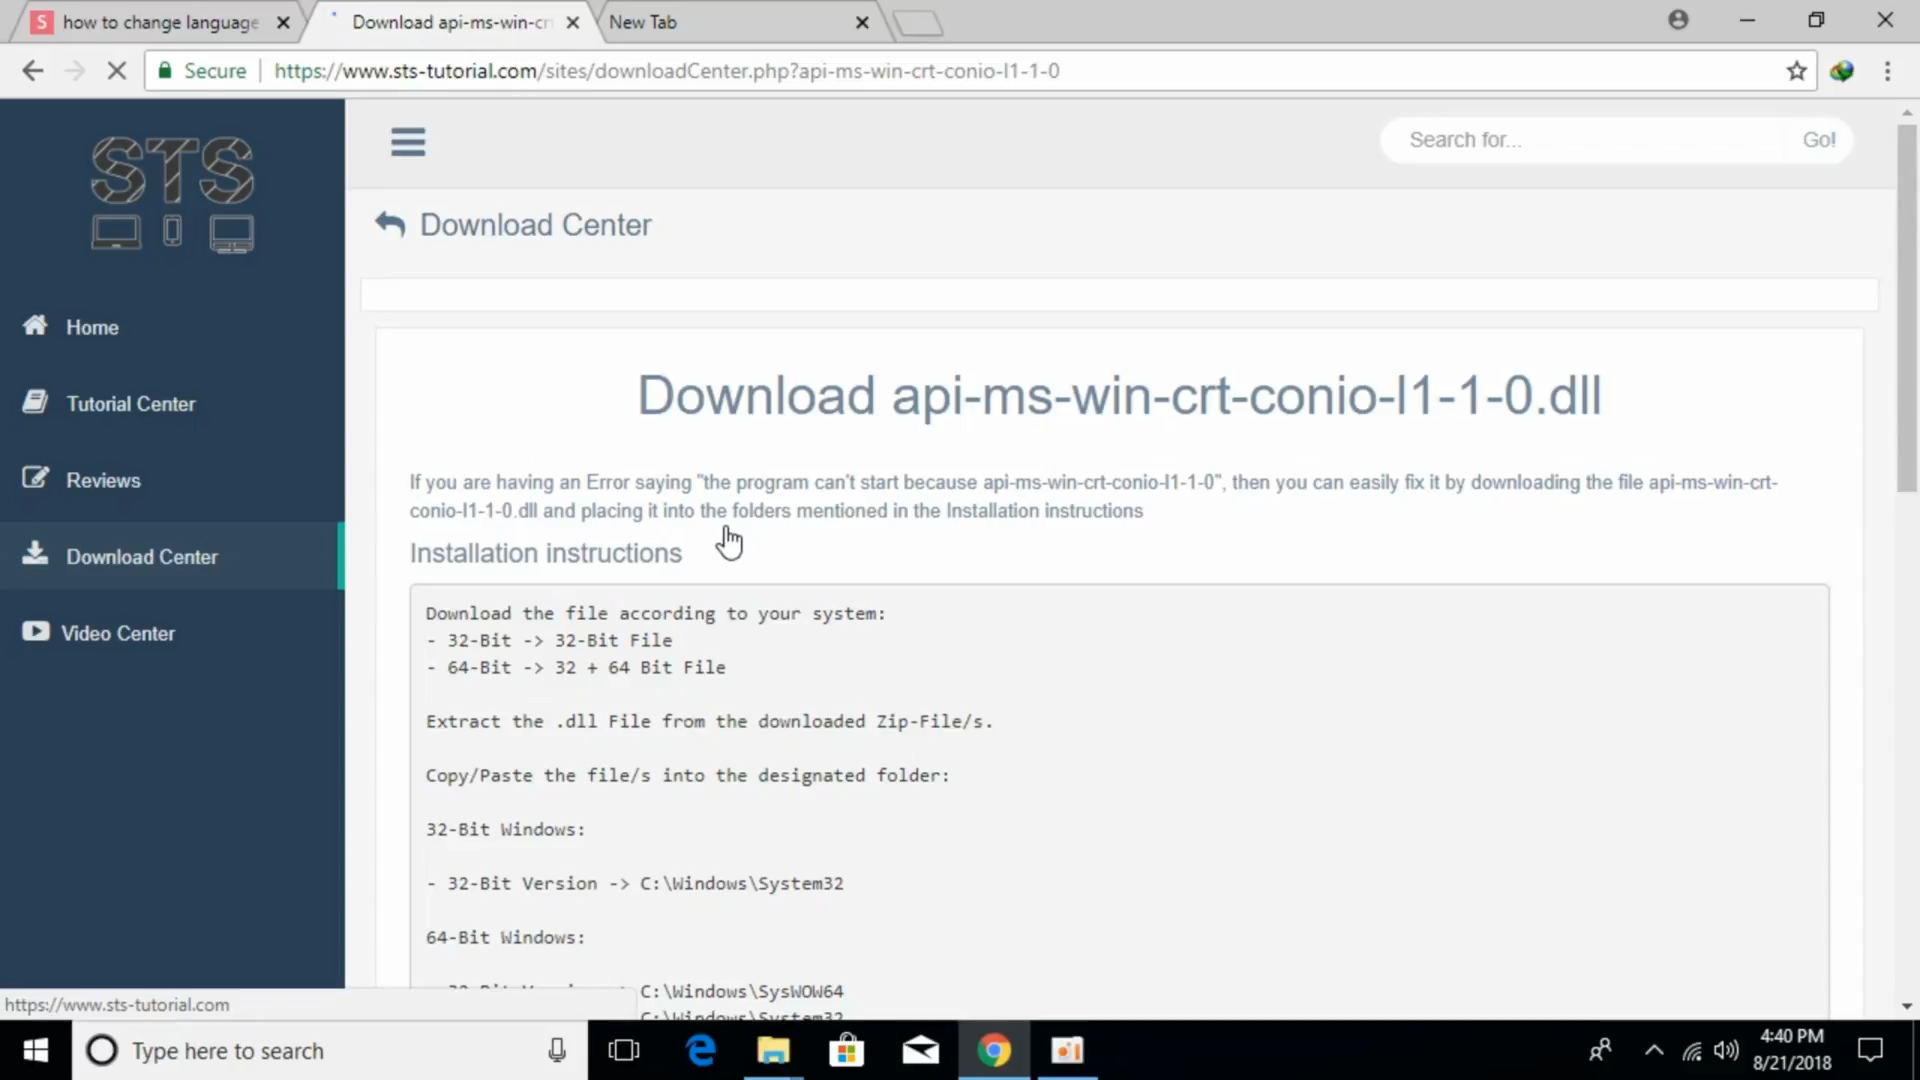 S how to change language
Download api-ms-win-cr
New Tab
Secure https://www.sts-tutorial.com/sites/downloadCenter.php?api-ms-win-crt-conio-l1-1-0
STS
Search for... Go!
Download Center
Home
Tutorial Center
Reviews
Download Center
Video Center
Download api-ms-win-crt-conio-l1-1-0.dll
If you are having an Error saying "the program can't start because api-ms-win-crt-conio-l1-1-0", then you can easily fix it by downloading the file api-ms-win-crt-
conio-l1-1-0.dll and placing it into the folders mentioned in the Installation instructions
Installation instructions
Download the file according to your system:
- 32-Bit -> 32-Bit File
- 64-Bit -> 32 + 64 Bit File
Extract the .dll File from the downloaded Zip-File/s.
Copy/Paste the file/s into the designated folder:
32-Bit Windows:
- 32-Bit Version -> C:\Windows\System32
64-Bit Windows:
C:\Windows\SysWOW64
C:\Windows\System32
https://www.sts-tutorial.com
Type here to search
4:40 PM
8/21/2018